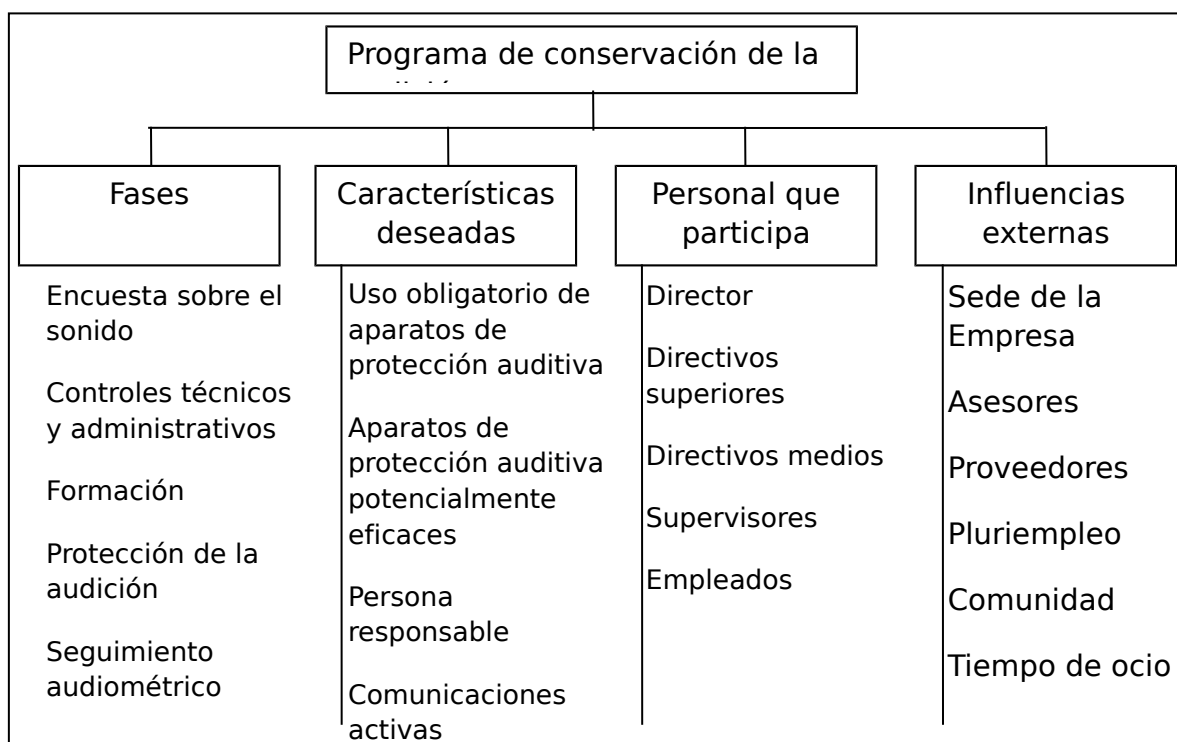 Programa de conservación de la
Fases
Encuesta sobre el
sonido
Controles técnicos
y administrativos
Formación
Protección de la
audición
Seguimiento
audiométrico
Características
deseadas
Uso obligatorio de
aparatos de
protección auditiva
Aparatos de
protección auditiva
potencialmente
eficaces
Persona
responsable
Comunicaciones
activas
Personal que
participa
Director
Directivos
superiores
Directivos medios
Supervisores
Empleados
Influencias
externas
Sede de la
Empresa
Asesores
Proveedores
Pluriempleo
Comunidad
Tiempo de ocio